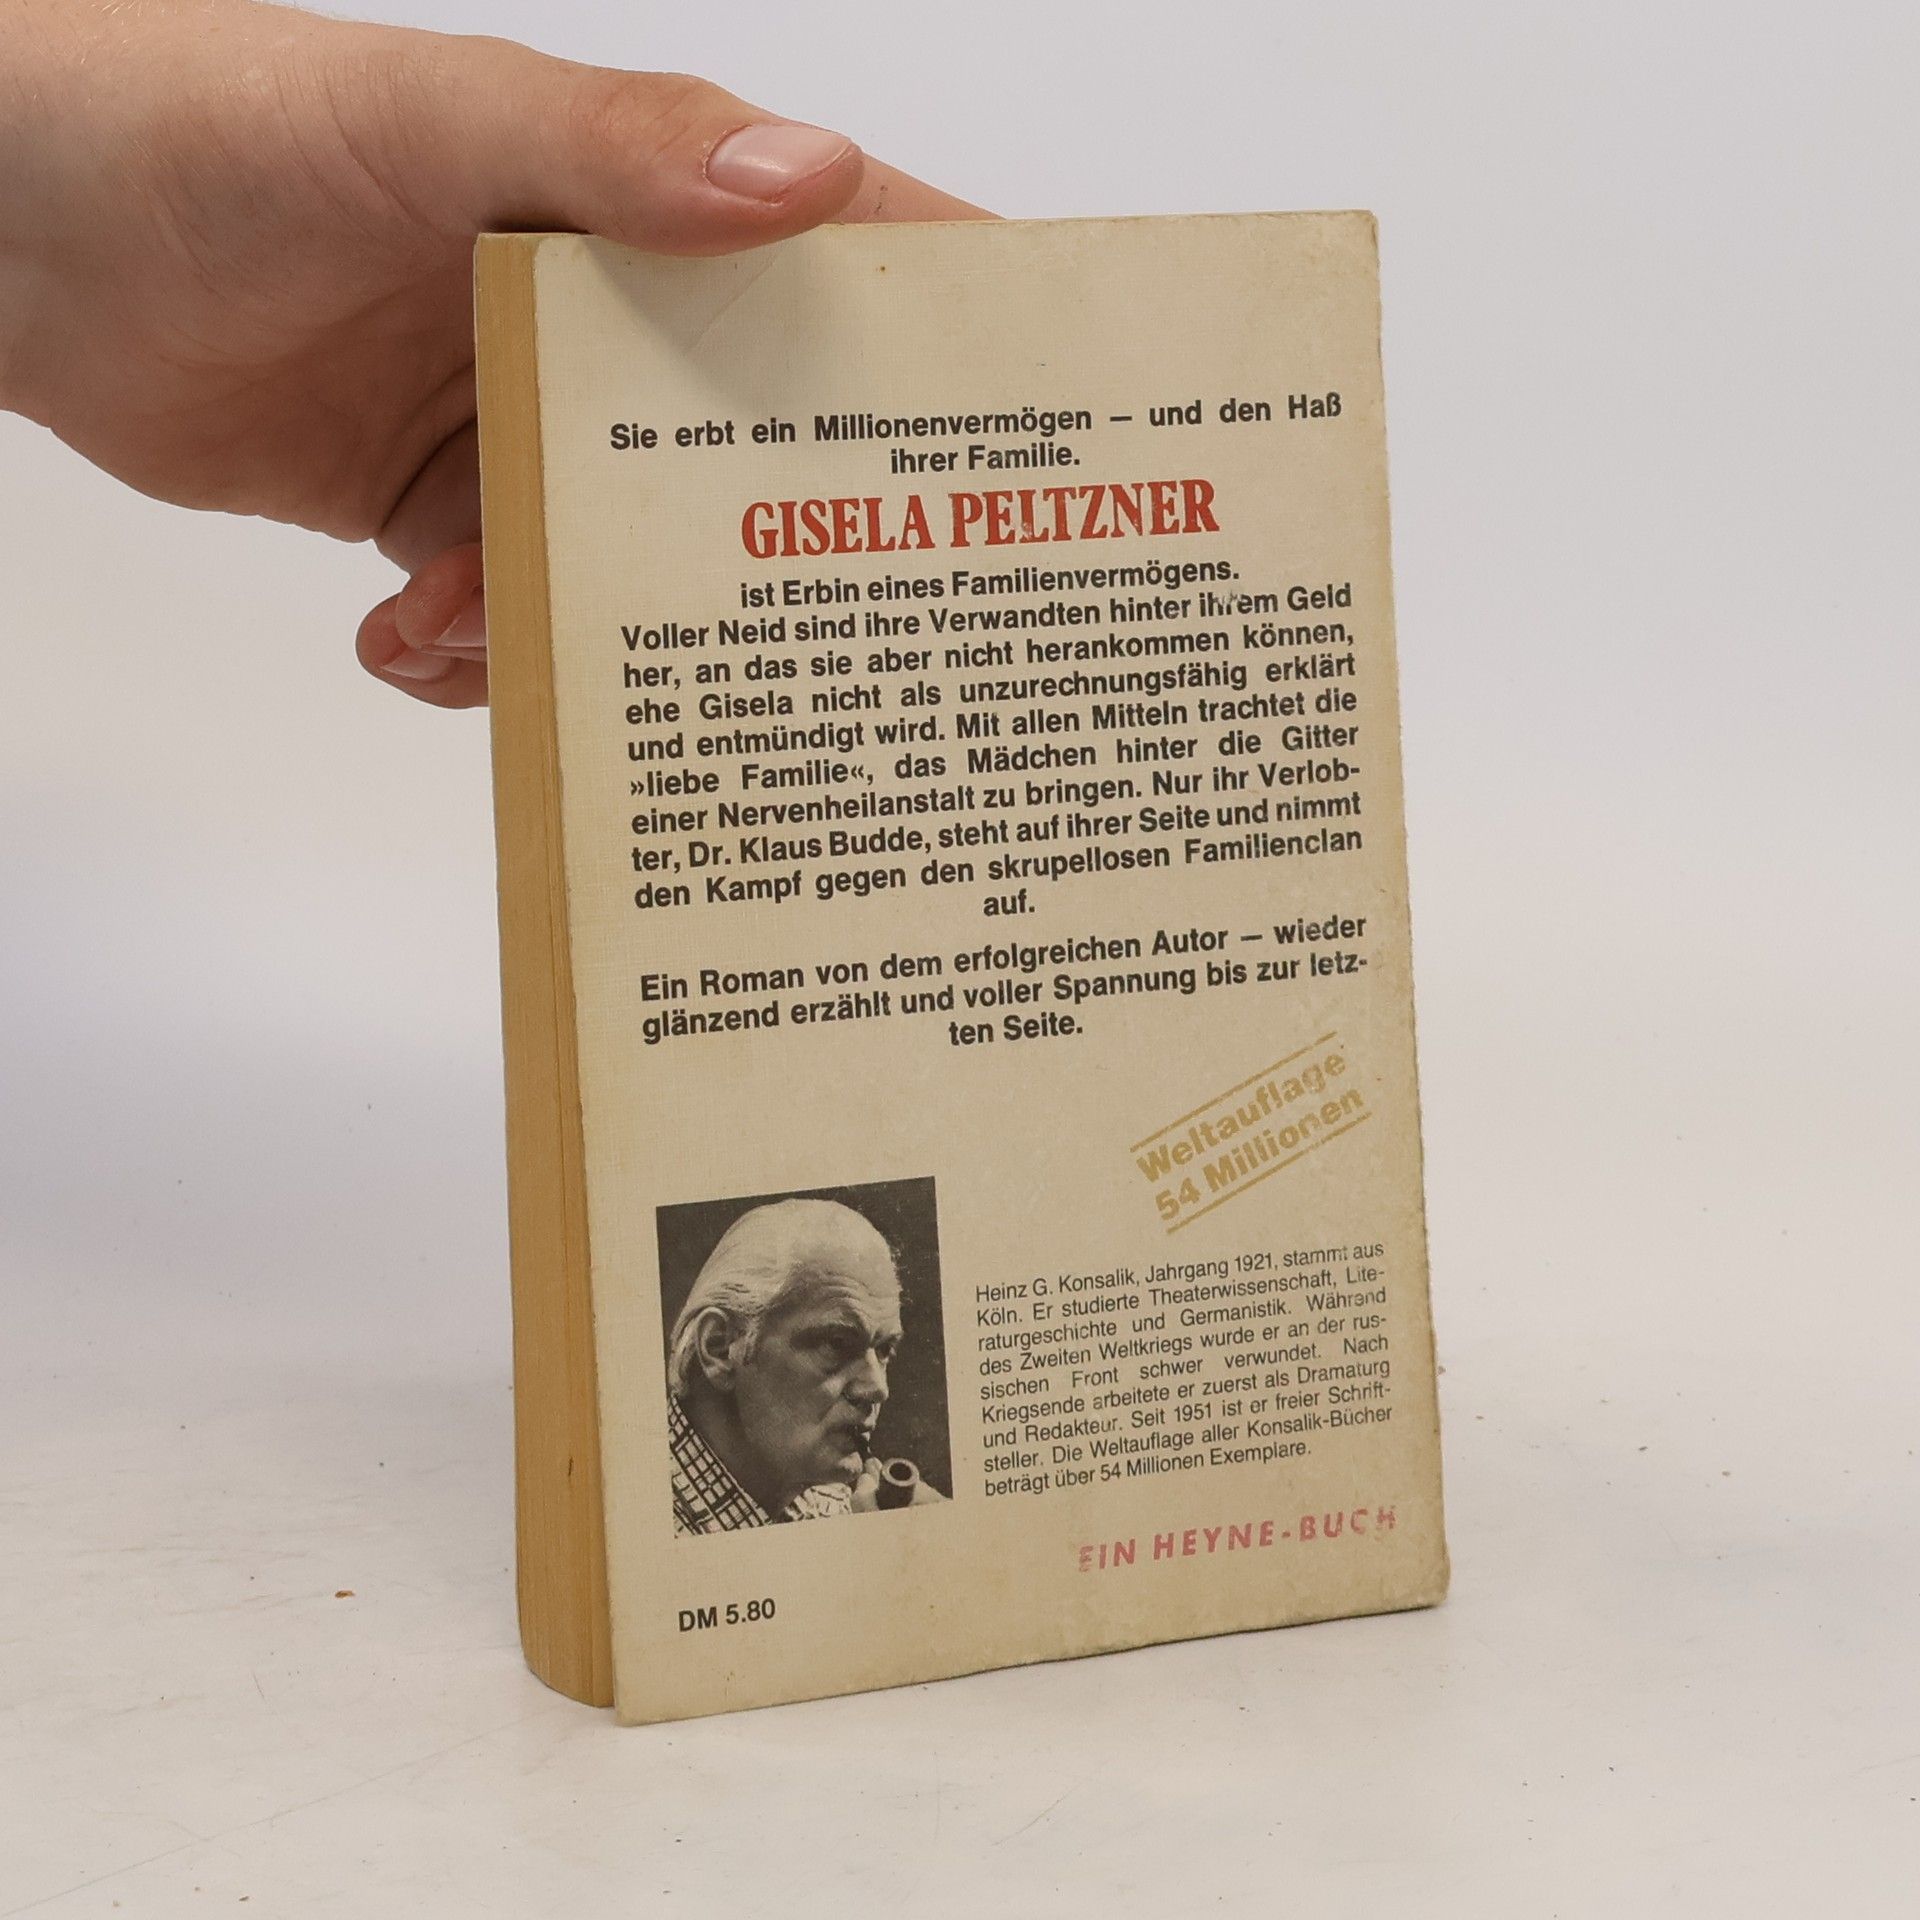 Sie erbt ein Millionenvermögen — und den Haß
ihrer Familie.
GISELA PELTZNER
ist Erbin eines Familienvermögens.
Voller Neid sind ihre Verwandten hinter ihrem Geld
her, an das sie aber nicht herankommen können,
ehe Gisela nicht als unzurechnungsfähig erklärt
und entmündigt wird. Mit allen Mitteln trachtet die
»liebe Familie«, das Mädchen hinter die Gitter
einer Nervenheilanstalt zu bringen. Nur ihr Verlob-
ter, Dr. Klaus Budde, steht auf ihrer Seite und nimmt
den Kampf gegen den skrupellosen Familienclan
auf.
Ein Roman von dem erfolgreichen Autor — wieder
glänzend erzählt und voller Spannung bis zur letz-
ten Seite.
Weltauflage
54 Millionen
Heinz G. Konsalik, Jahrgang 1921, stammt aus
Köln. Er studierte Theaterwissenschaft, Lite-
raturgeschichte und Germanistik. Während
des Zweiten Weltkriegs wurde er an der rus-
sischen Front schwer verwundet. Nach
Kriegsende arbeitete er zuerst als Dramaturg
und Redakteur. Seit 1951 ist er freier Schrift-
steller. Die Weltauflage aller Konsalik-Bücher
beträgt über 54 Millionen Exemplare.
EIN HEYNE-BUCH
DM 5.80